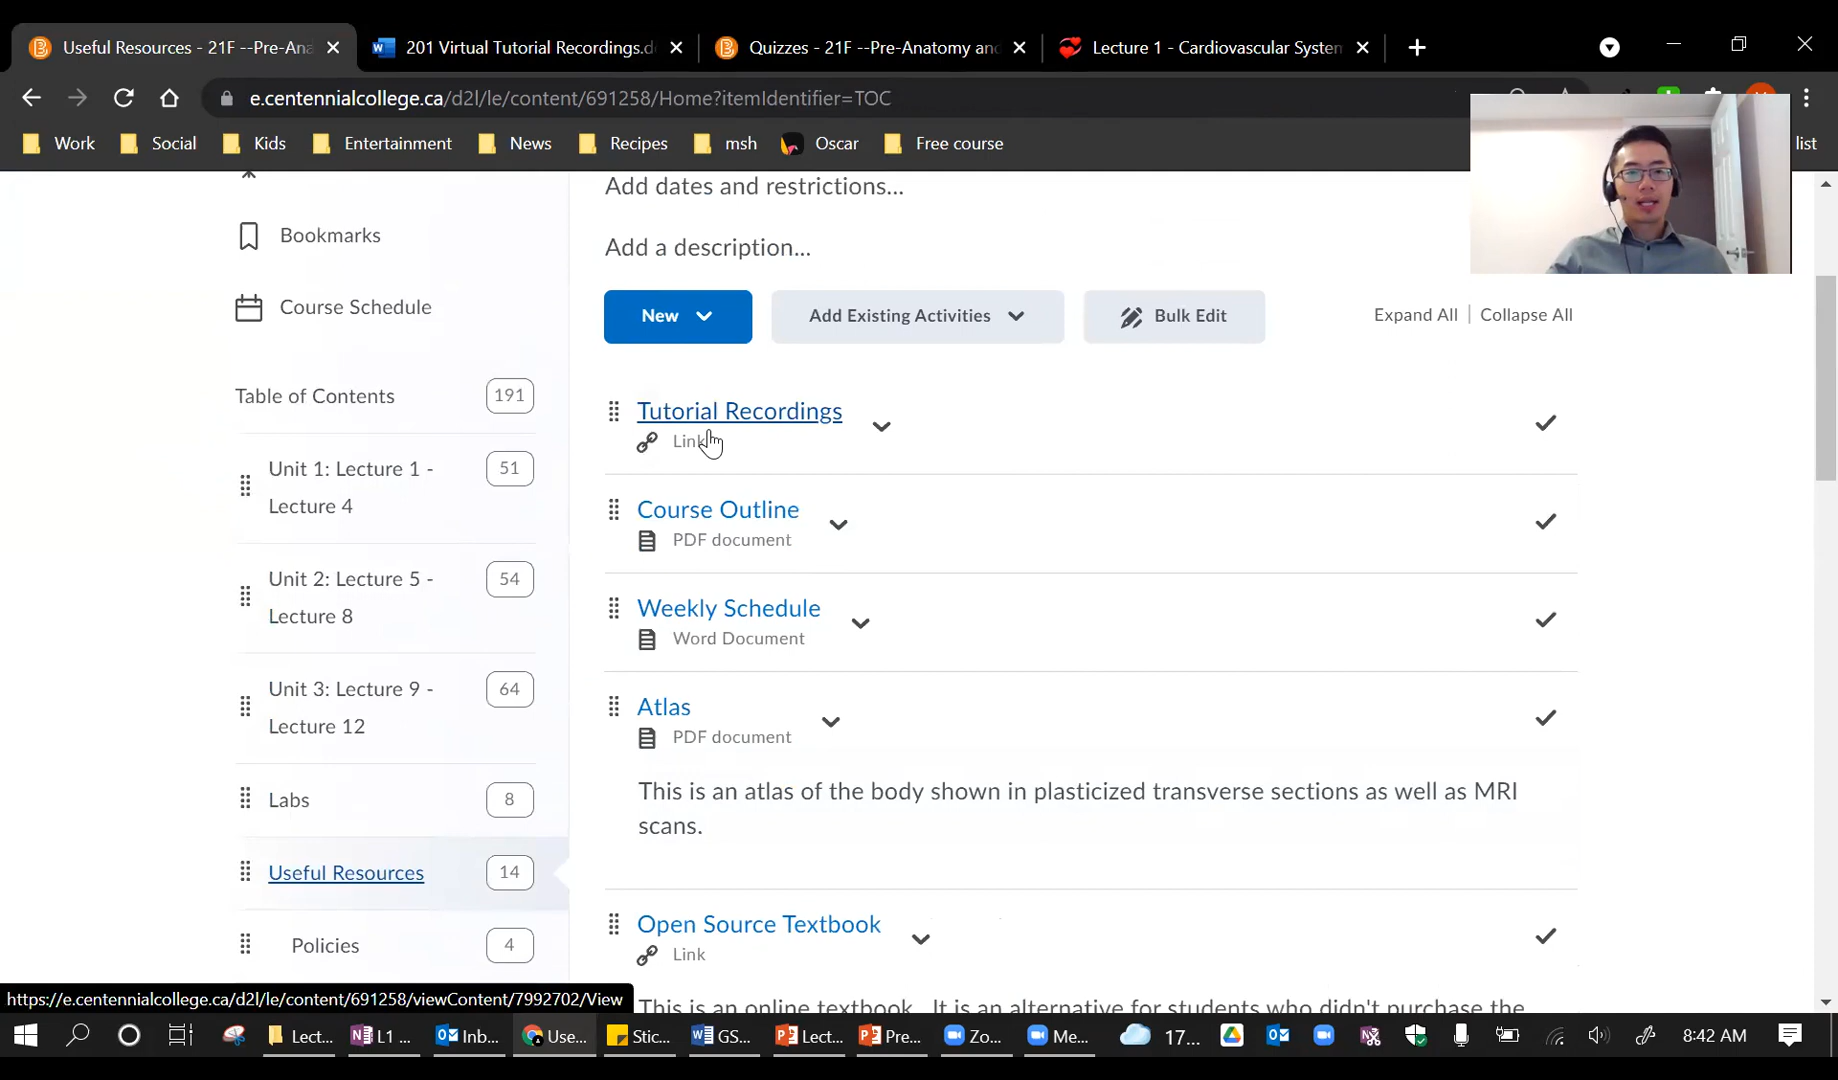 Useful Resources - 21F --Pre-Ana
201 Virtual Tutorial Recordings.d
Quizzes - 21F --Pre-Anatomy an
Lecture 1 - Cardiovascular System
e.centennialcollege.ca/d2l/le/content/691258/Home?itemIdentifier=TOC
Work
Social
Kids
Entertainment
News
Recipes
msh
Oscar
Free course
list
Bookmarks
Course Schedule
Table of Contents 191
Unit 1: Lecture 1 - 51
Lecture 4
Unit 2: Lecture 5 - 54
Lecture 8
Unit 3: Lecture 9 - 64
Lecture 12
Labs 8
Useful Resources 14
Policies 4
Add dates and restrictions...
Add a description...
New
Add Existing Activities
Bulk Edit
Expand All | Collapse All
Tutorial Recordings
Link
Course Outline
PDF document
Weekly Schedule
Word Document
Atlas
PDF document
This is an atlas of the body shown in plasticized transverse sections as well as MRI
scans.
Open Source Textbook
Link
This is an online textbook. It is an alternative for students who didn't purchase the
https://e.centennialcollege.ca/d2l/le/content/691258/viewContent/7992702/View
Lect...
L1 ...
Inb...
Use...
Stic...
GS...
Lect...
Pre...
Zo...
Me...
17...
8:42 AM